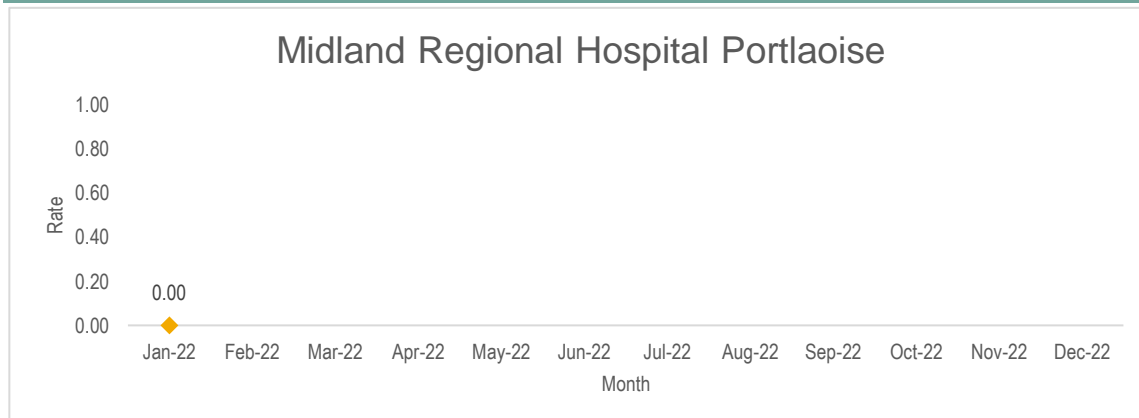 Midland Regional Hospital Portlaoise
1.00
0.80
0.60
Rate
0.40
0.20
0.00
0.00
Jan-22 Feb-22 Mar-22 Apr-22 May-22 Jun-22 Jul-22 Aug-22 Sep-22 Oct-22 Nov-22 Dec-22
Month